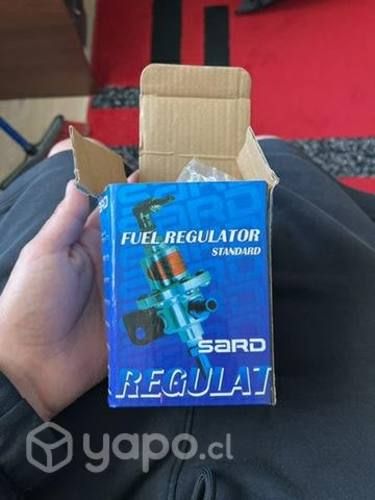 SARD
FUEL REGULATOR
STANDARD
SARD
REGULAT
yapo.cl